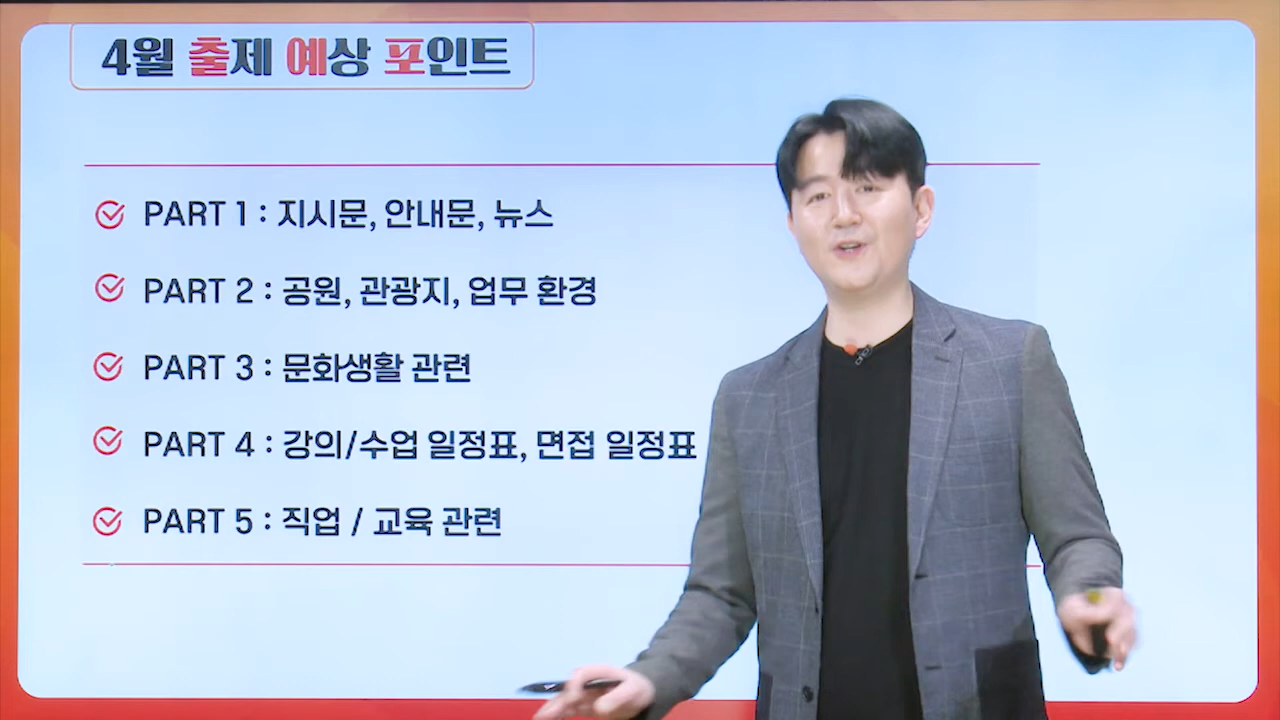 4월 출제 예상 포인트
PART 1 : 지시문, 안내문, 뉴스
PART 2 : 공원, 관광지, 업무 환경
PART 3 : 문화생활 관련
PART 4 : 강의/수업 일정표, 면접 일정표
PART 5 : 직업 / 교육 관련